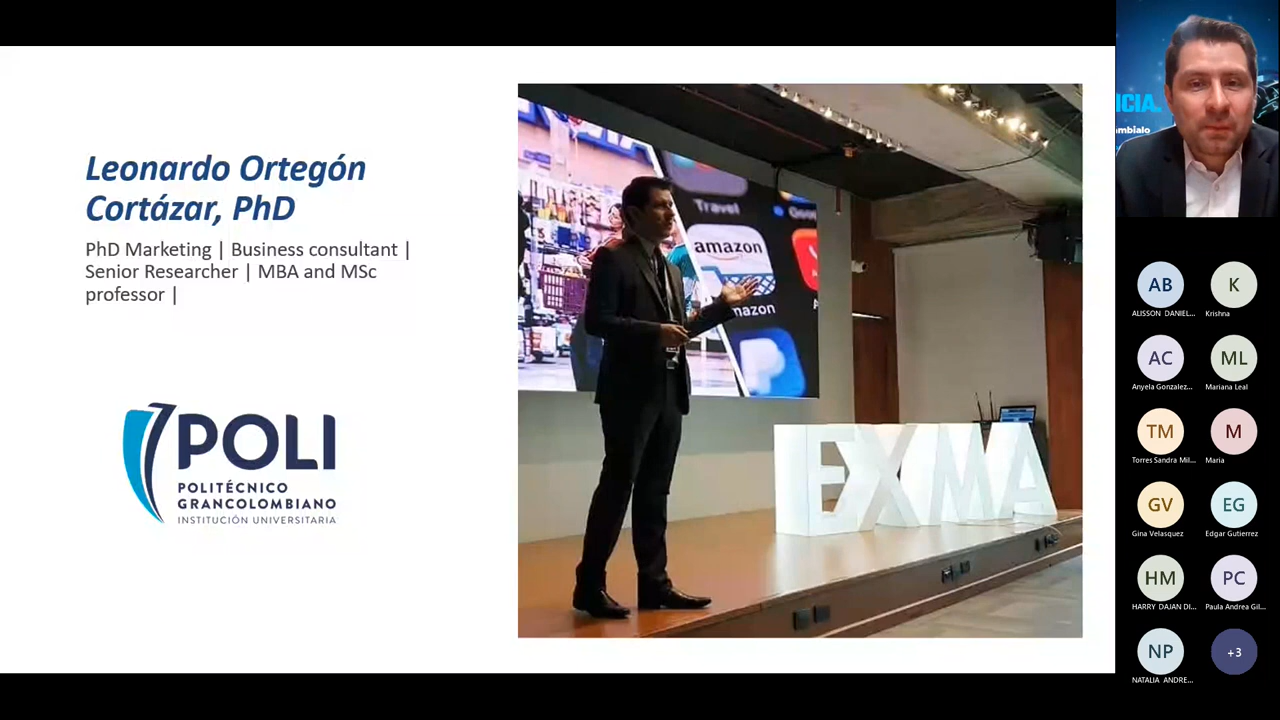 Leonardo Ortegón
Cortázar, PhD
PhD Marketing | Business consultant |
Senior Researcher | MBA and MSc
professor |
POLI
POLITÉCNICO
GRANCOLOMBIANO
INSTITUCIÓN UNIVERSITARIA
Travel
amazon
EXMA
AB
ALISSON DANIEL...
K
Krishna
AC
Anyela Gonzalez...
ML
Mariana Leal
TM
Torres Sandra Mil...
M
Maria
GV
Gina Velasquez
EG
Edgar Gutierrez
HM
HARRY DAJAN DI...
PC
Paula Andrea Gil...
NP
NATALIA ANDRE...
+3